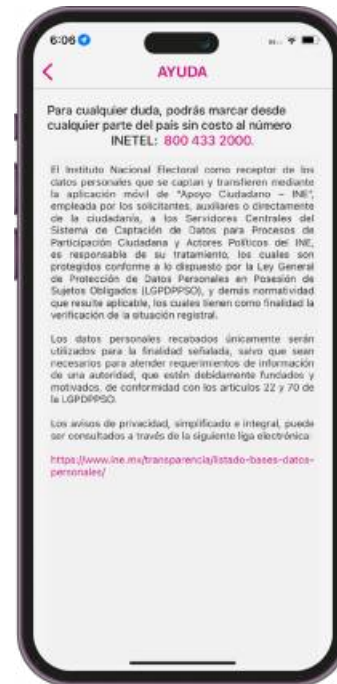 6:06
AYUDA
Para cualquier duda, podrás marcar desde
cualquier parte del país sin costo al número
INETEL: 800 433 2000.
El Instituto Nacional Electoral como receptor de los
datos personales que se captan y transfieren mediante
la aplicación móvil de "Apoyo Ciudadano – INE",
empleada por los solicitantes, auxiliares o directamente
de la ciudadanía, a los Servidores Centrales del
Sistema de Captación de Datos para Procesos de
Participación Ciudadana y Actores Políticos del INE,
es responsable de su tratamiento, los cuales son
protegidos conforme a lo dispuesto por la Ley General
de Protección de Datos Personales en Posesión de
Sujetos Obligados (LGPDPPSO), y demás normatividad
que resulte aplicable, los cuales tienen como finalidad la
verificación de la situación registral.
Los datos personales recabados únicamente serán
utilizados para la finalidad señalada, salvo que sean
necesarios para atender requerimientos de información
de una autoridad, que estén debidamente fundados y
motivados, de conformidad con los artículos 22 y 70 de
la LGPDPPSO.
Los avisos de privacidad, simplificado e integral, puede
ser consultados a través de la siguiente liga electrónica:
https://www.ine.mx/transparencia/listado-bases-datos-
personales/